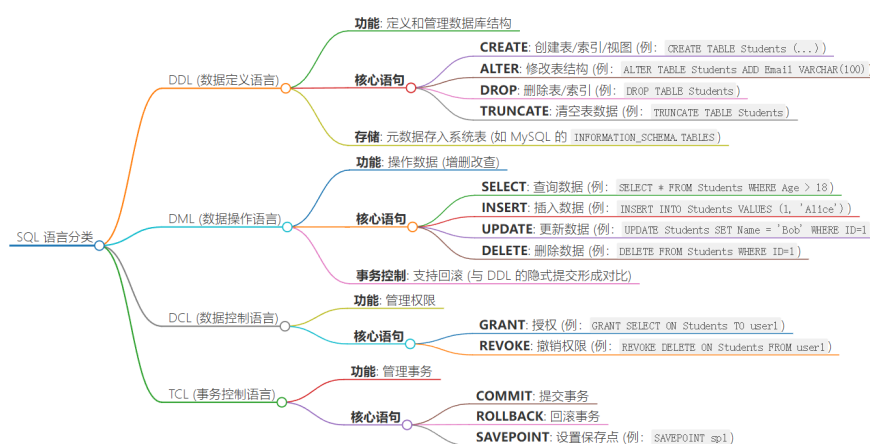 SQL 语言分类
DDL (数据定义语言)
功能: 定义和管理数据库结构
核心语句
CREATE: 创建表/索引/视图 (例: CREATE TABLE Students (...))
ALTER: 修改表结构 (例: ALTER TABLE Students ADD Email VARCHAR(100)
DROP: 删除表/索引 (例: DROP TABLE Students)
TRUNCATE: 清空表数据 (例: TRUNCATE TABLE Students)
存储: 元数据存入系统表 (如 MySQL 的 INFORMATION_SCHEMA.TABLES)
DML (数据操作语言)
功能: 操作数据 (增删改查)
核心语句
SELECT: 查询数据 (例: SELECT * FROM Students WHERE Age > 18)
INSERT: 插入数据 (例: INSERT INTO Students VALUES (1, 'Alice'))
UPDATE: 更新数据 (例: UPDATE Students SET Name = 'Bob' WHERE ID=1
DELETE: 删除数据 (例: DELETE FROM Students WHERE ID=1)
事务控制: 支持回滚 (与 DDL 的隐式提交形成对比)
DCL (数据控制语言)
功能: 管理权限
核心语句
GRANT: 授权 (例: GRANT SELECT ON Students TO user1)
REVOKE: 撤销权限 (例: REVOKE DELETE ON Students FROM user1)
TCL (事务控制语言)
功能: 管理事务
核心语句
COMMIT: 提交事务
ROLLBACK: 回滚事务
SAVEPOINT: 设置保存点 (例: SAVEPOINT sp1)